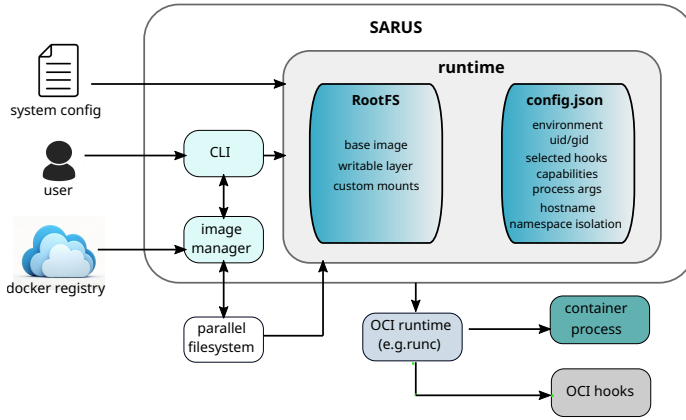 SARUS
runtime
system config
RootFS
base image
writable layer
custom mounts
config.json
environment
uid/gid
selected hooks
capabilities
process args
hostname
namespace isolation
CLI
user
image
manager
docker registry
parallel
filesystem
OCI runtime
(e.g.runc)
container
process
OCI hooks